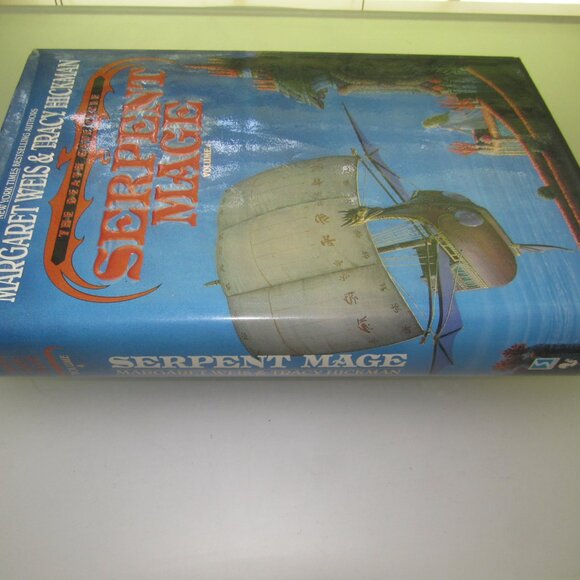 NEW YORK TIMES BESTSELLING AUTHORS
MARGARET WEIS & TRACY HICKMAN
THE DEATH GATE CYCLE
SERPENT
MAGE
VOLUME 4
SERPENT MAGE
MARGARET WEIS & TRACY HICKMAN